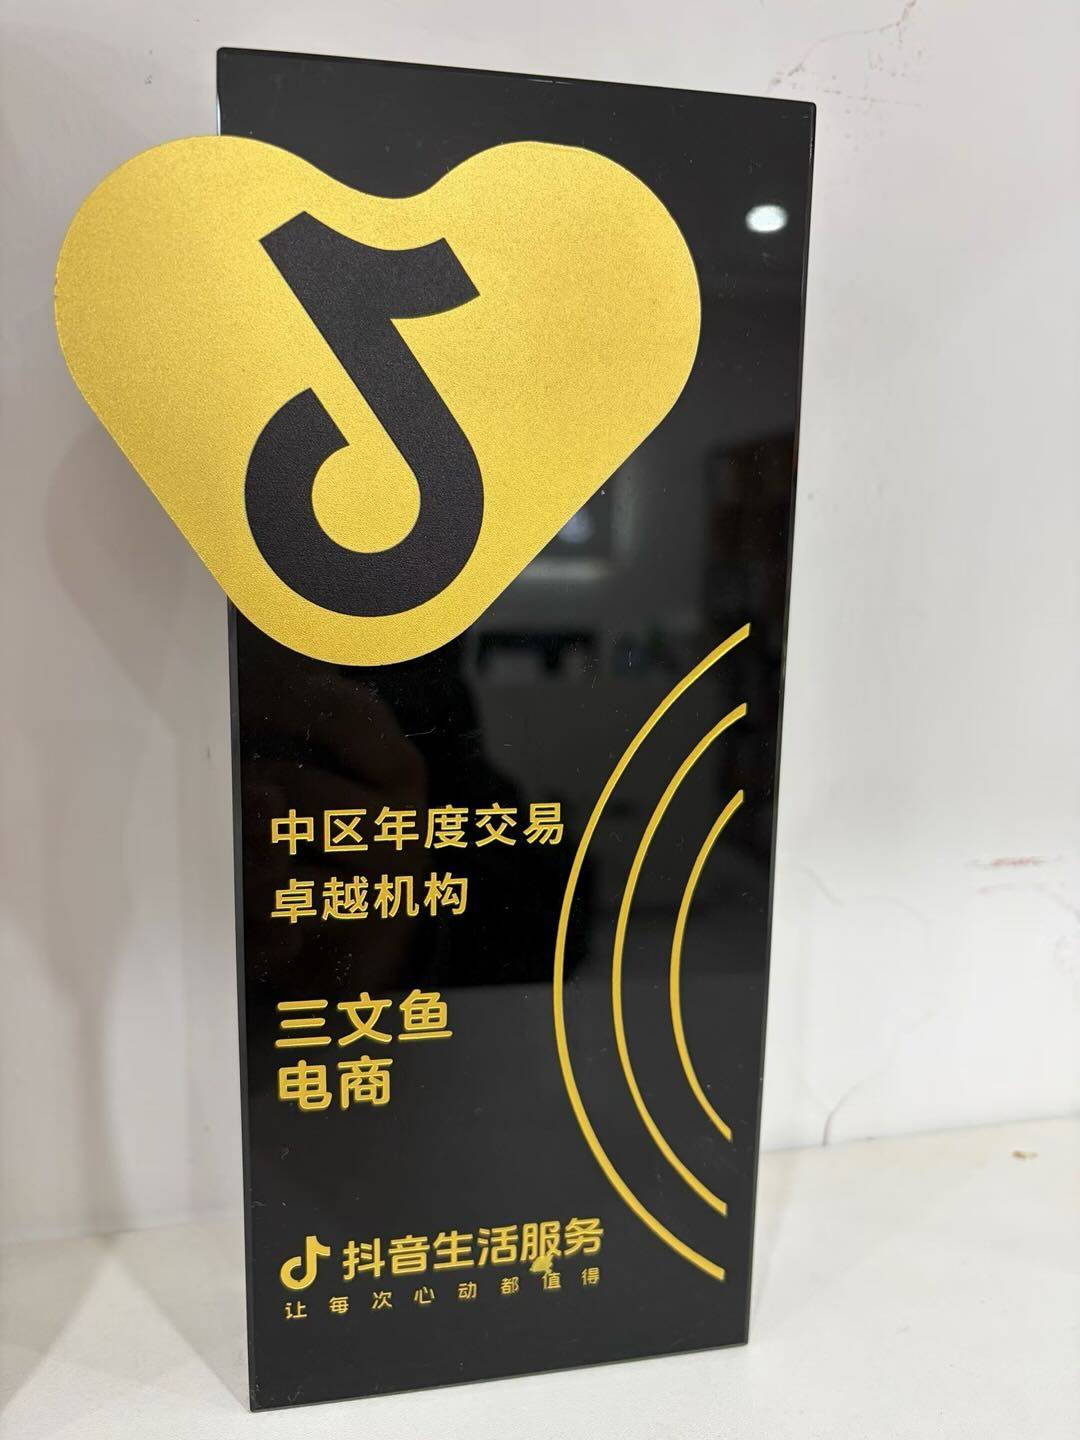 中区年度交易
卓越机构
三文鱼
电商
抖音生活服务
让每次心动都值得